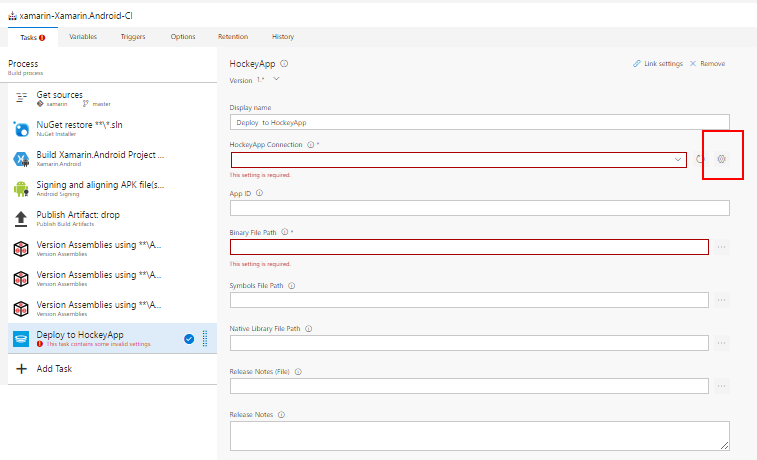 xamarin-Xamarin.Android-CI
Tasks
Variables
Triggers
Options
Retention
History
Process
Build process
Get sources
xamarin
master
NuGet restore **\*.sln
NuGet Installer
Build Xamarin.Android Project ...
Xamarin.Android
Signing and aligning APK file(s...
Android Signing
Publish Artifact: drop
Publish Build Artifacts
Version Assemblies using **\A...
Version Assemblies
Version Assemblies using **\A...
Version Assemblies
Version Assemblies using **\A...
Version Assemblies
Deploy to HockeyApp
This task contains some invalid settings.
Add Task
HockeyApp
Link settings
Remove
Version 1.*
Display name
Deploy to HockeyApp
HockeyApp Connection *
This setting is required.
App ID
Binary File Path *
...
This setting is required.
Symbols File Path
...
Native Library File Path
...
Release Notes (File)
...
Release Notes